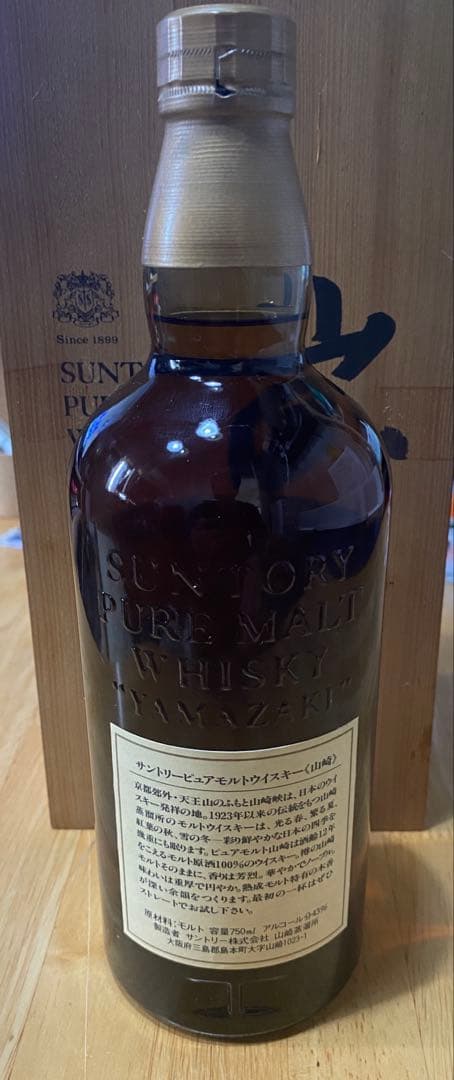 Since 1899
SUNT
PU
W
山
SUNTORY
PURE MALT
WHISKY
"YAMAZAKI"
サントリーピュアモルトウイスキー《山崎》
京都郊外・天王山のふもと山崎峡は、日本のウイ
スキー発祥の地。1923年以来の伝統をもつ山崎
蒸溜所のモルトウイスキーは、光る春、繁る夏、
紅葉の秋、雪の冬―彩り鮮やかな日本の四季を
幾重にも眠ります。ピュアモルト山崎は酒齢12年
をこえるモルト原酒100%のウイスキー。樽の山崎
モルトそのままに、香りは芳烈。華やかでノーブルな
味わいは重厚で円やか。熟成モルト特有の木香
が深い余韻をつくります。最初の一杯はぜひ
ストレートでお試し下さい。
原材料:モルト 容量750ml アルコール分43%
製造者 サントリー株式会社 山崎蒸溜所
大阪府三島郡島本町大字山崎1023-1